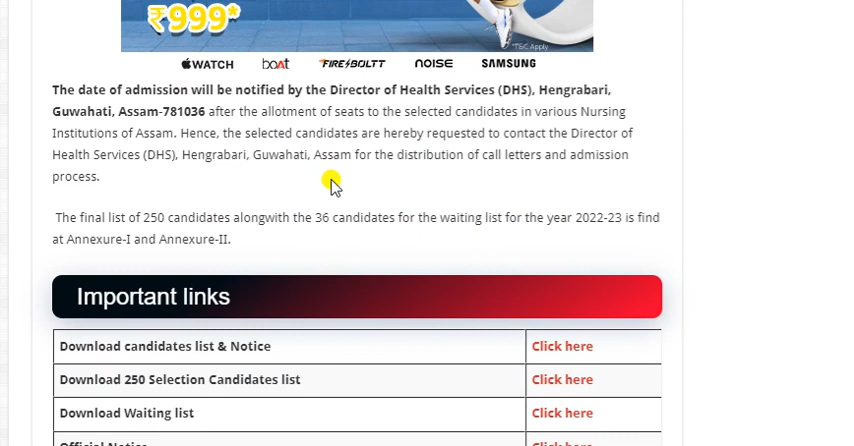 ₹999*
*T&C Apply
WATCH boAt FIRE-BOLTT NOISE SAMSUNG
The date of admission will be notified by the Director of Health Services (DHS), Hengrabari,
Guwahati, Assam-781036 after the allotment of seats to the selected candidates in various Nursing
Institutions of Assam. Hence, the selected candidates are hereby requested to contact the Director of
Health Services (DHS), Hengrabari, Guwahati, Assam for the distribution of call letters and admission
process.
The final list of 250 candidates alongwith the 36 candidates for the waiting list for the year 2022-23 is find
at Annexure-I and Annexure-II.
Important links
Download candidates list & Notice Click here
Download 250 Selection Candidates list Click here
Download Waiting list Click here
Official Notice Click here